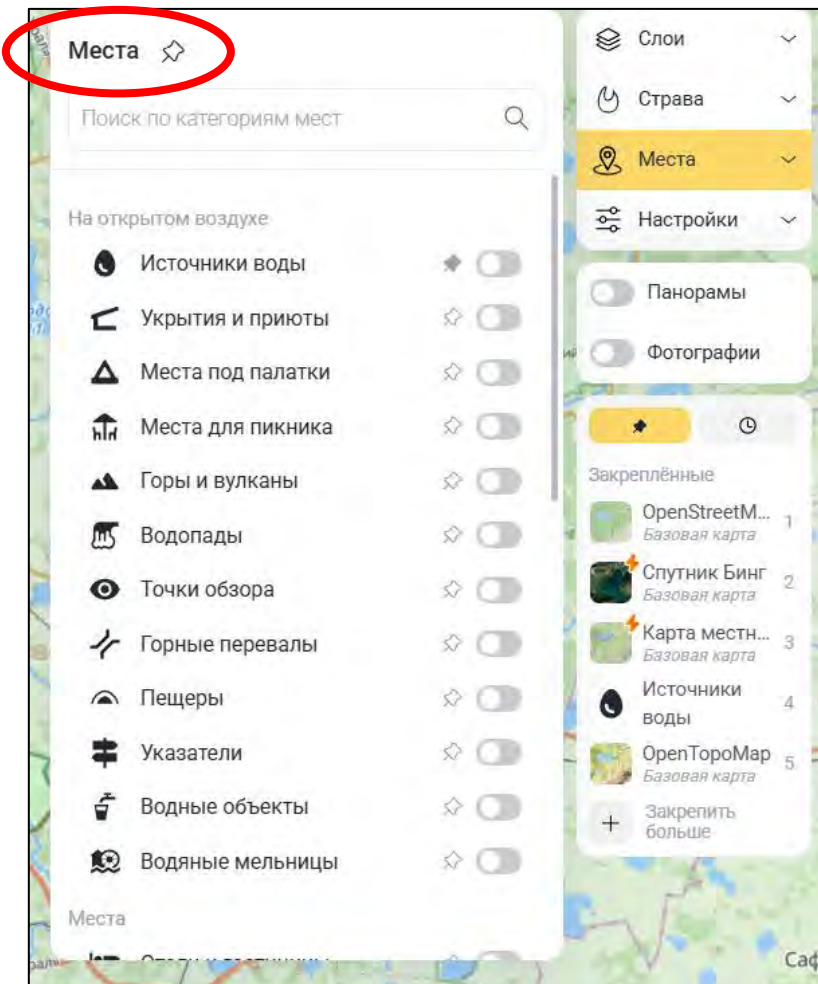 Места
Поиск по категориям мест
На открытом воздухе
Источники воды
Укрытия и приюты
Места под палатки
Места для пикника
Горы и вулканы
Водопады
Точки обзора
Горные перевалы
Пещеры
Указатели
Водные объекты
Водяные мельницы
Места
Слои
Страва
Места
Настройки
Панорамы
Фотографии
Закреплённые
OpenStreetM... 1
Базовая карта
Спутник Бинг 2
Базовая карта
Карта местн... 3
Базовая карта
Источники
воды 4
OpenTopoMap 5
Базовая карта
Закрепить
больше
Саф